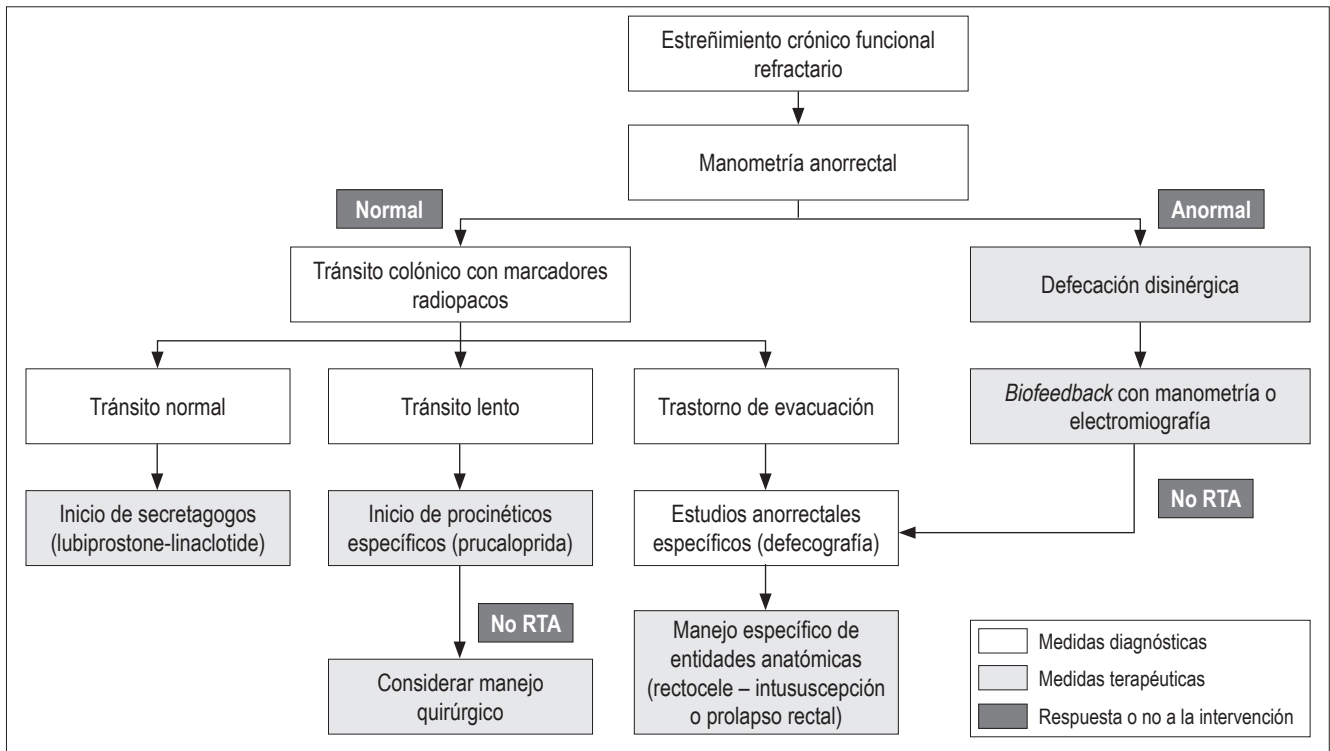 Estreñimiento crónico funcional
refractario
Manometría anorrectal
Normal
Anormal
Tránsito colónico con marcadores
radiopacos
Defecación disinérgica
Tránsito normal
Tránsito lento
Trastorno de evacuación
Biofeedback con manometría o
electromiografía
No RTA
Inicio de secretagogos
(lubiprostone-linaclotide)
Inicio de procinéticos
específicos (prucaloprida)
Estudios anorrectales
específicos (defecografía)
No RTA
Considerar manejo
quirúrgico
Manejo específico de
entidades anatómicas
(rectocele – intususcepción
o prolapso rectal)
Medidas diagnósticas
Medidas terapéuticas
Respuesta o no a la intervención